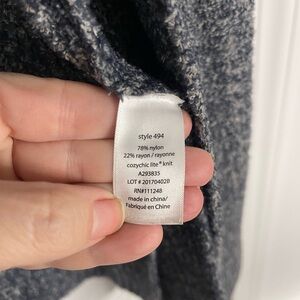 style 494
78% nylon
22% rayon / rayonne
cozychic lite® knit
A293835
LOT # 20170402B
RN#111248
made in china/
Fabriqué en Chine